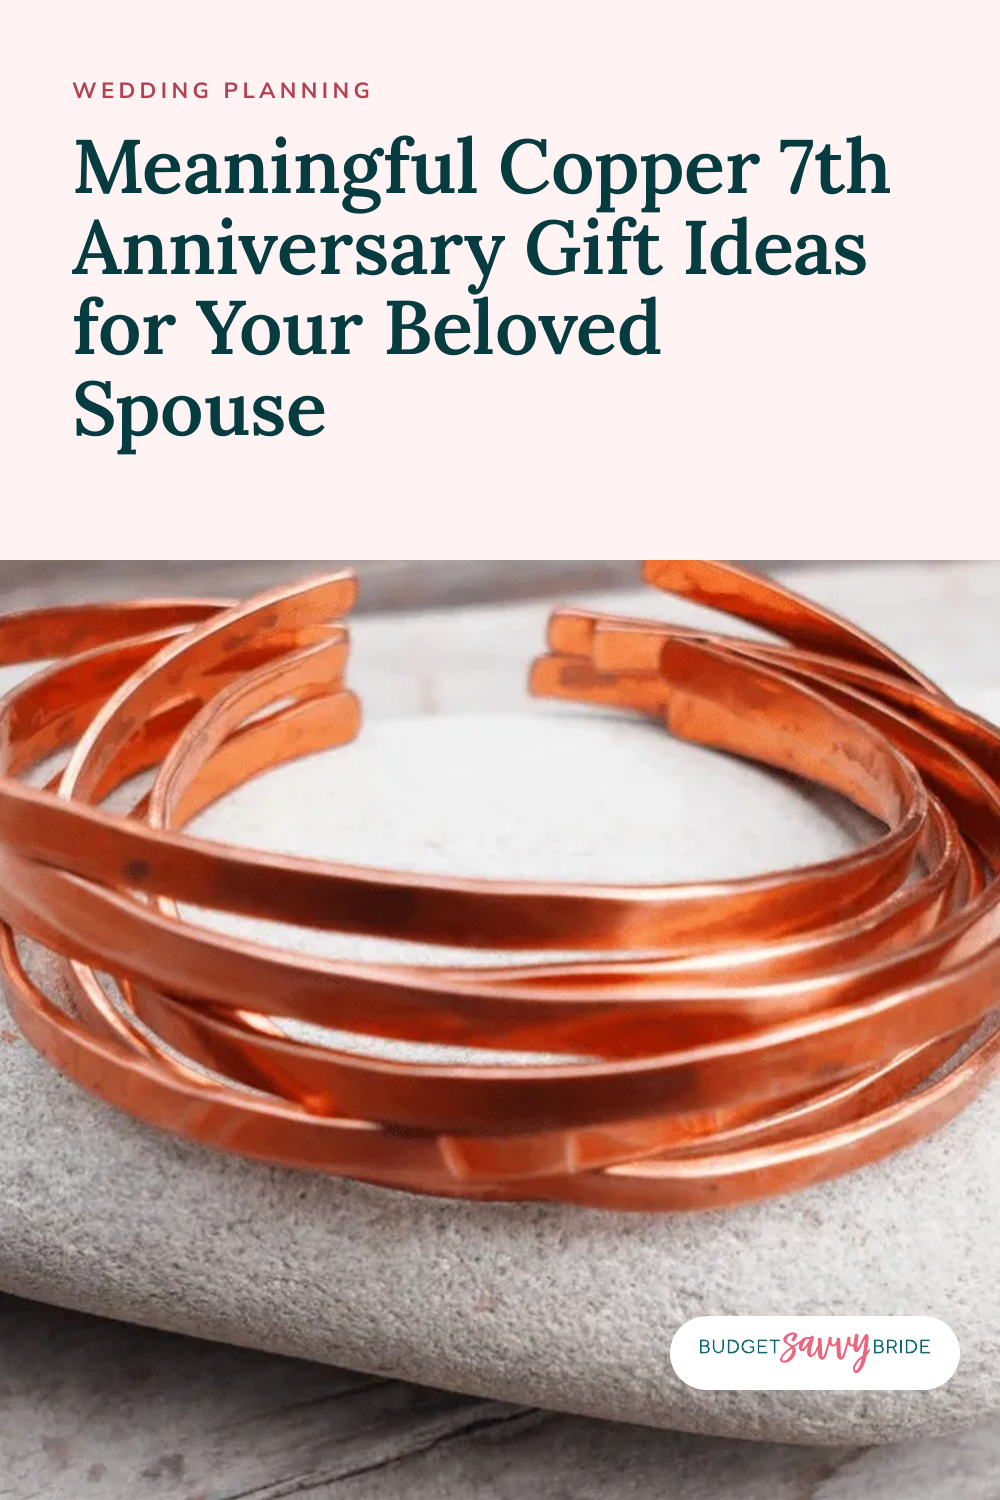 WEDDING PLANNING
Meaningful Copper 7th
Anniversary Gift Ideas
for Your Beloved
Spouse
BUDGET savvy BRIDE